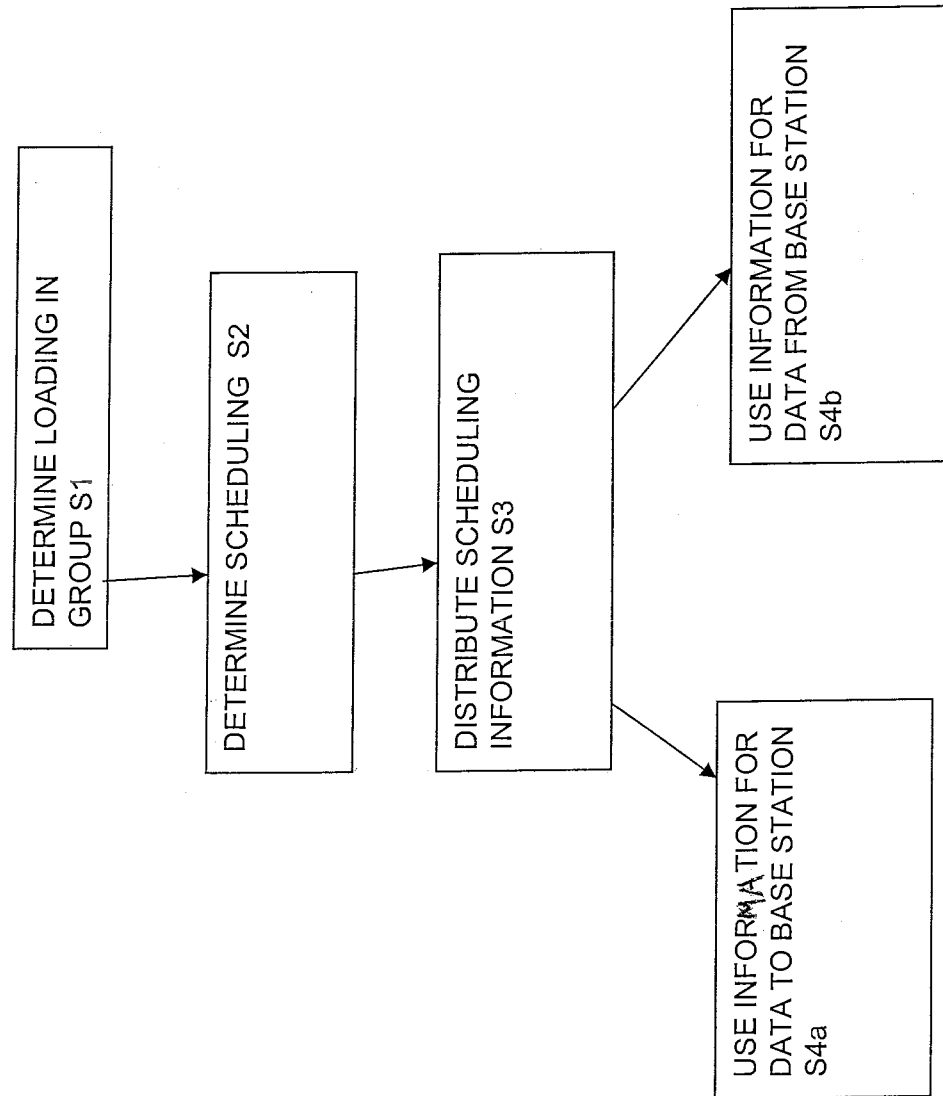 DETERMINE LOADING IN
GROUP S1
DETERMINE SCHEDULING S2
DISTRIBUTE SCHEDULING
INFORMATION S3
USE INFORMATION FOR
DATA TO BASE STATION
S4a
USE INFORMATION FOR
DATA FROM BASE STATION
S4b